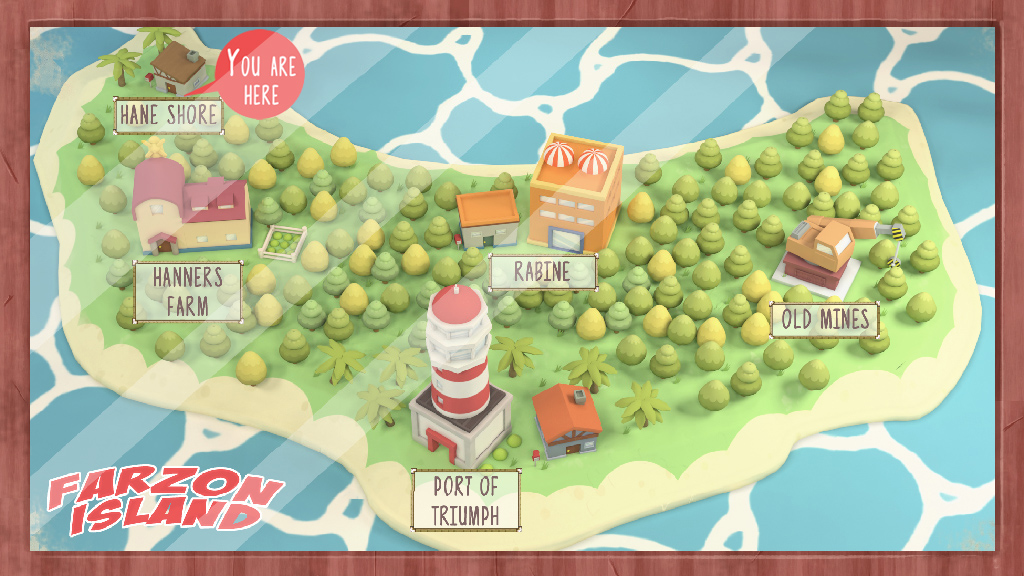 YOU ARE
HERE
HANE SHORE
HANNERS
FARM
RABINE
OLD MINES
PORT OF
TRIUMPH
FARZON
ISLAND